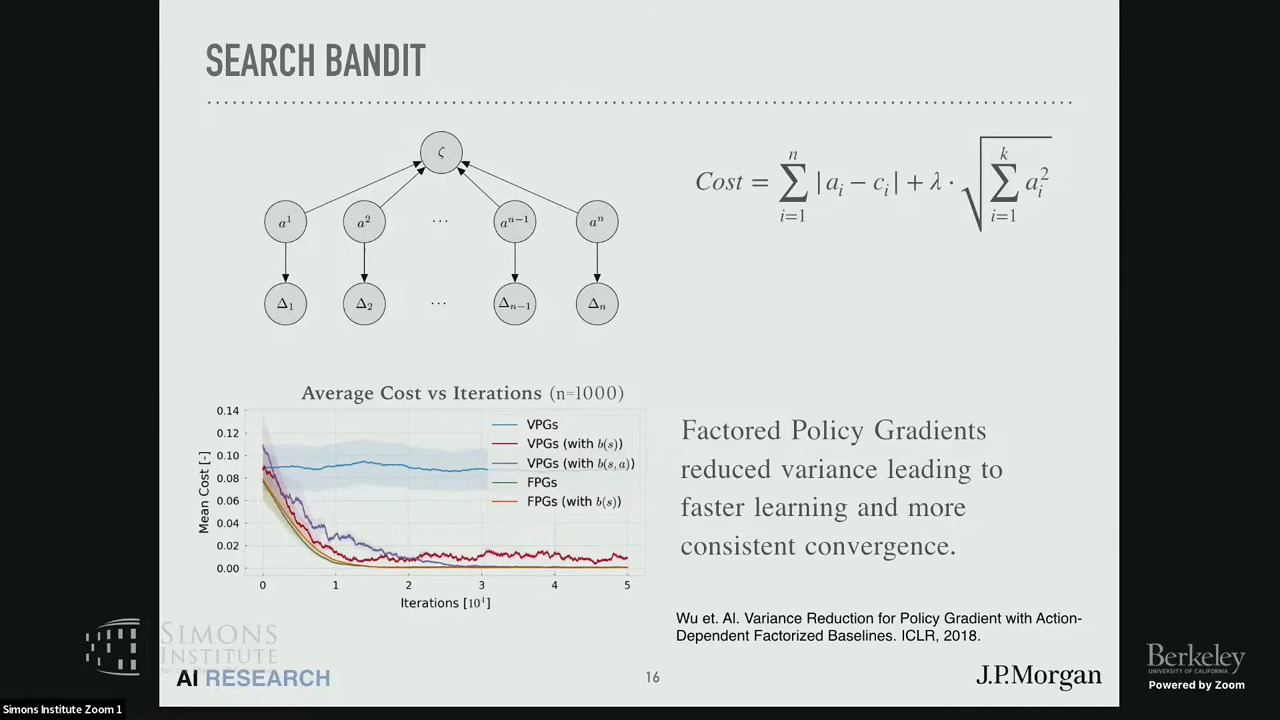 SEARCH BANDIT
ζ
a¹ a² ⋯ aⁿ⁻¹ aⁿ
Δ₁ Δ₂ ⋯ Δₙ₋₁ Δₙ
Cost = ∑ⁿᵢ₌₁ |aᵢ − cᵢ| + λ · √(∑ᵏᵢ₌₁ aᵢ²)
Average Cost vs Iterations (n=1000)
Mean Cost [-]
0.14
0.12
0.10
0.08
0.06
0.04
0.02
0.00
VPGs
VPGs (with b(s))
VPGs (with b(s, a))
FPGs
FPGs (with b(s))
0 1 2 3 4 5
Iterations [10⁴]
Factored Policy Gradients
reduced variance leading to
faster learning and more
consistent convergence.
Wu et. Al. Variance Reduction for Policy Gradient with Action-
Dependent Factorized Baselines. ICLR, 2018.
SIMONS
INSTITUTE
AI RESEARCH
16
J.P.Morgan
Berkeley
UNIVERSITY OF CALIFORNIA
Powered by Zoom
Simons Institute Zoom 1